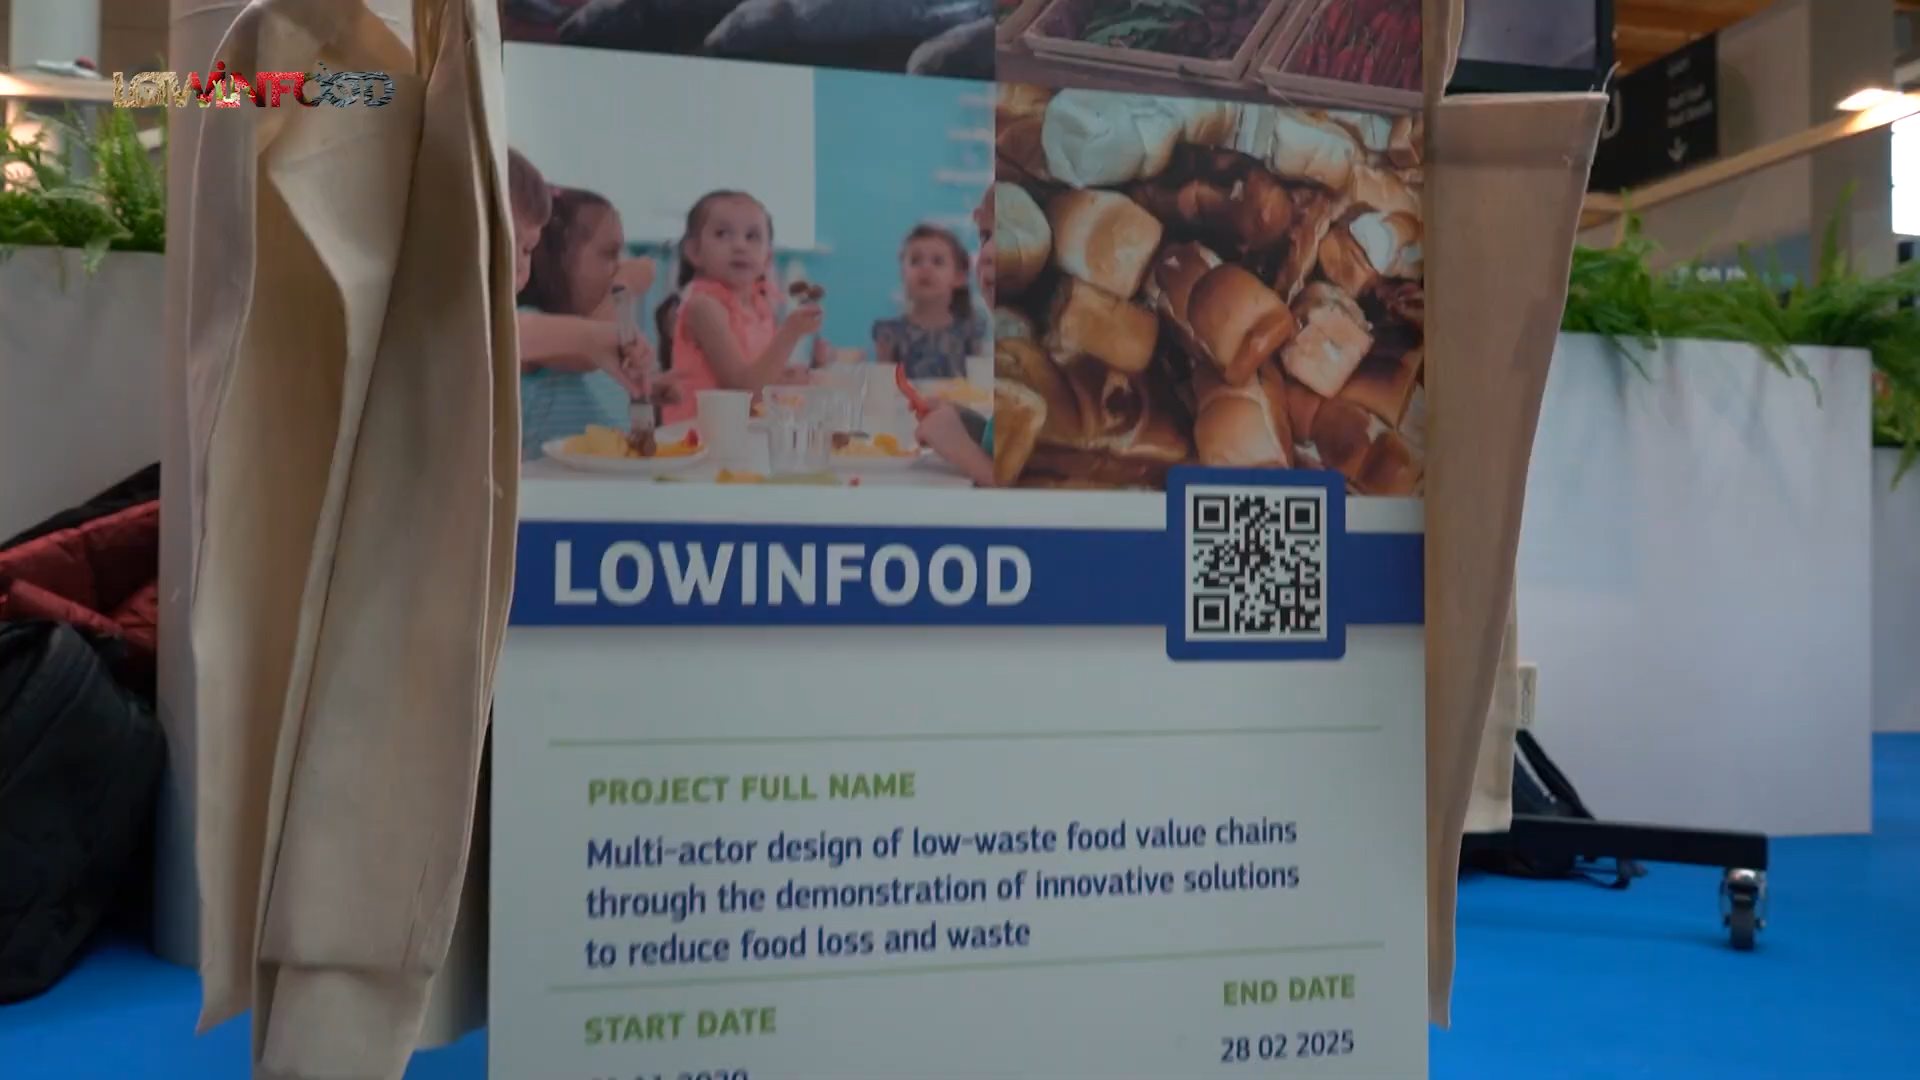 LOWINFOOD
LOWINFOOD
PROJECT FULL NAME
Multi-actor design of low-waste food value chains
through the demonstration of innovative solutions
to reduce food loss and waste
START DATE
END DATE
28 02 2025